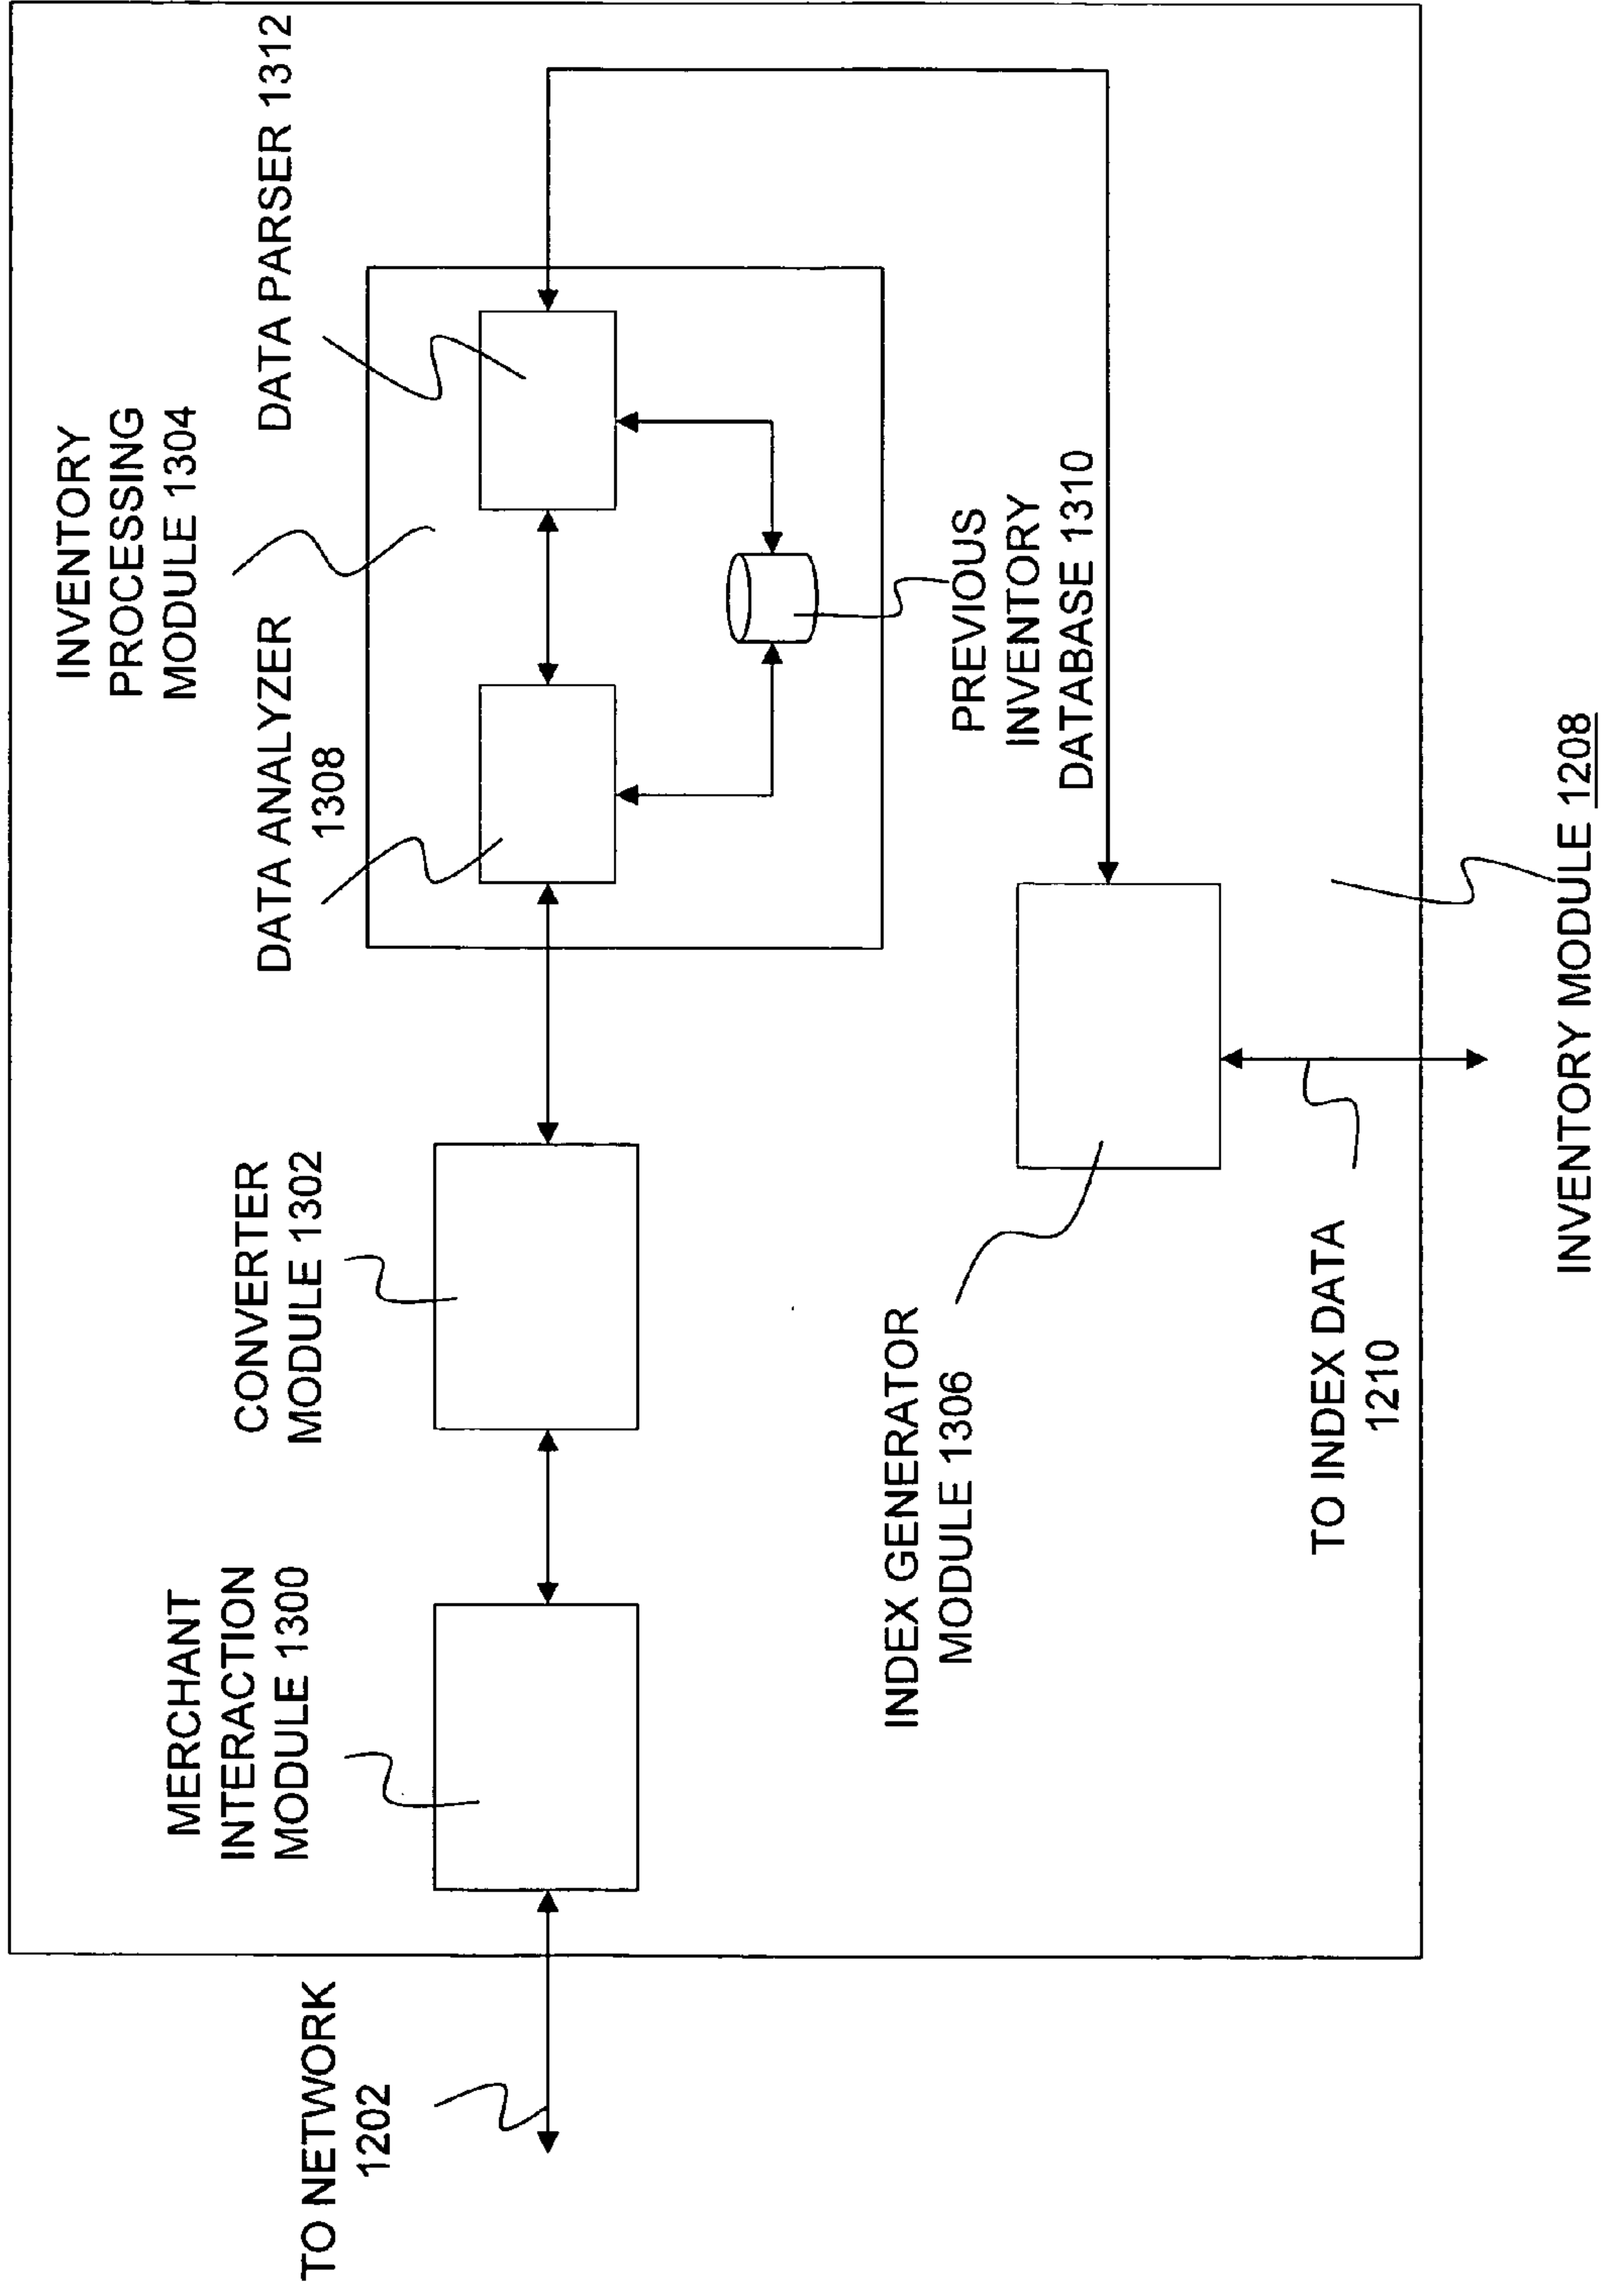 INVENTORY
PROCESSING
MODULE 1304
MERCHANT
INTERACTION
MODULE 1300
CONVERTER
MODULE 1302
DATA ANALYZER
1308
DATA PARSER 1312
TO NETWORK
1202
PREVIOUS
INVENTORY
DATABASE 1310
INDEX GENERATOR
MODULE 1306
TO INDEX DATA
1210
INVENTORY MODULE 1208